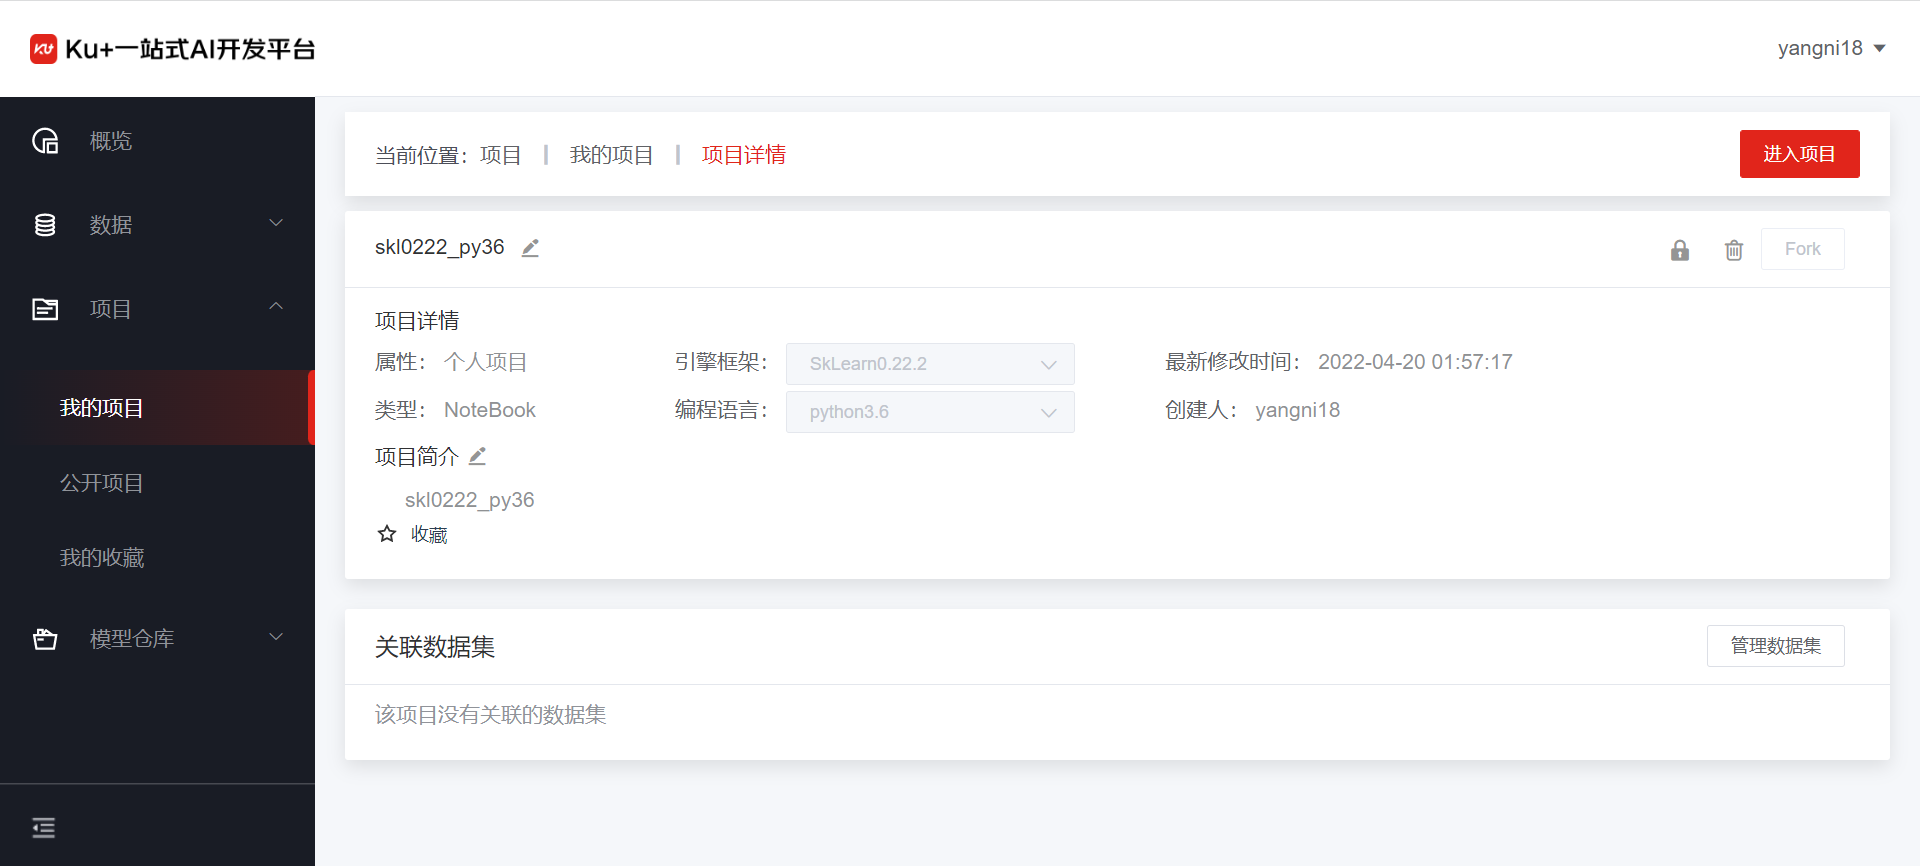 Ku+ Ku+一站式AI开发平台
yangni18
概览
数据
项目
我的项目
公开项目
我的收藏
模型仓库
当前位置：项目 | 我的项目 | 项目详情
进入项目
skl0222_py36
Fork
项目详情
属性： 个人项目
引擎框架： SkLearn0.22.2
最新修改时间： 2022-04-20 01:57:17
类型： NoteBook
编程语言： python3.6
创建人： yangni18
项目简介
skl0222_py36
收藏
关联数据集
管理数据集
该项目没有关联的数据集